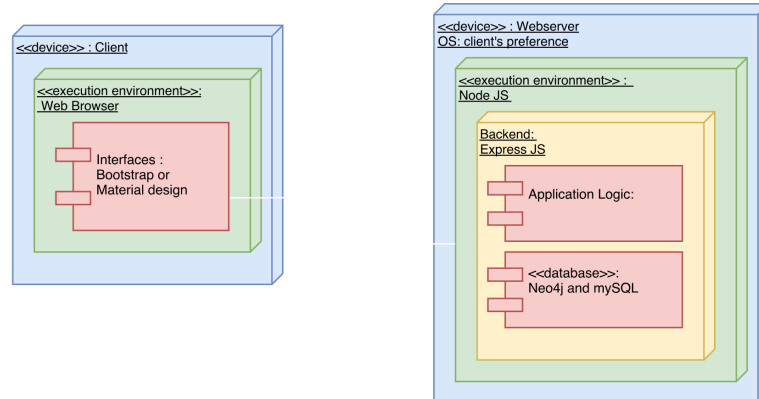 <<device>> : Client
<<execution environment>>:
Web Browser
Interfaces :
Bootstrap or
Material design
<<device>> : Webserver
OS: client's preference
<<execution environment>> :
Node JS
Backend:
Express JS
Application Logic:
<<database>>:
Neo4j and mySQL